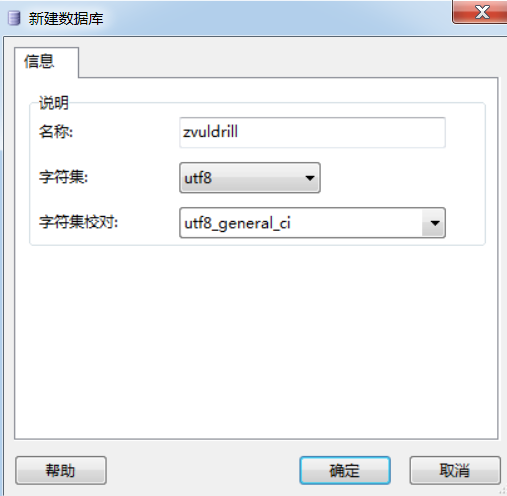 新建数据库
信息
说明
名称: zvuldrill
字符集: utf8
字符集校对: utf8_general_ci
帮助 确定 取消